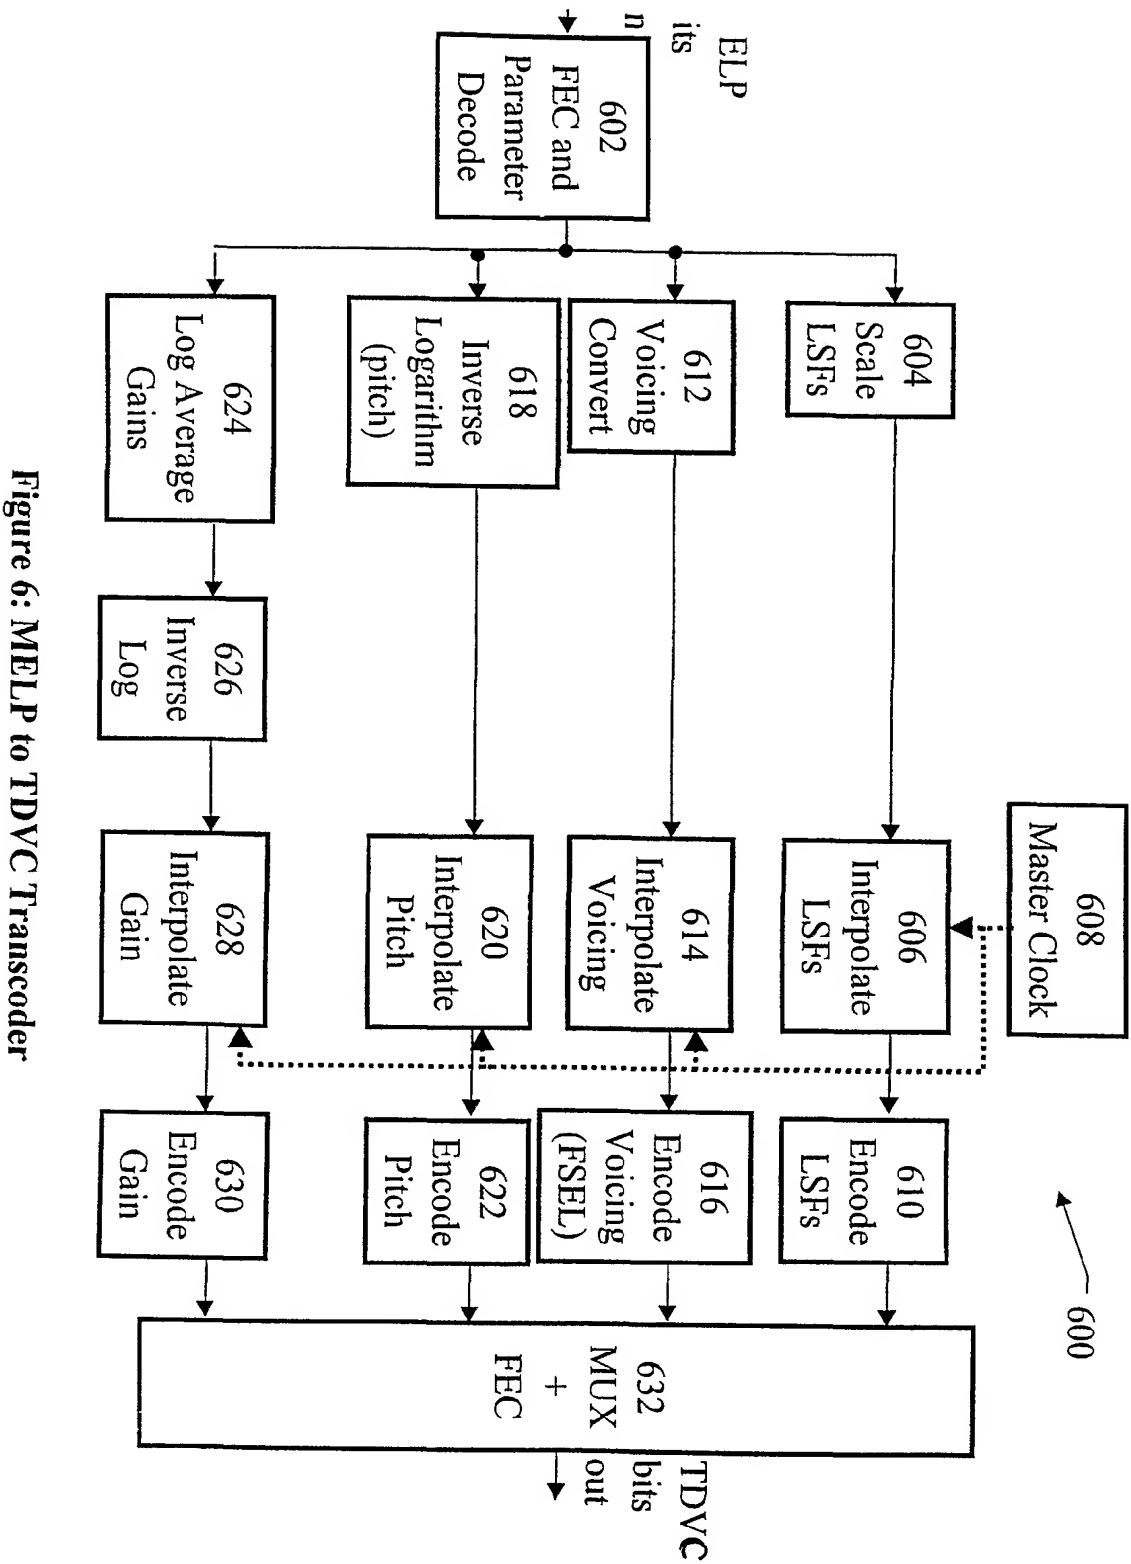 600
608
Master Clock
604
Scale
LSFs
606
Interpolate
LSFs
610
Encode
LSFs
ELP
its
n
602
FEC and
Parameter
Decode
612
Voicing
Convert
614
Interpolate
Voicing
616
Encode
Voicing
(FSEL)
618
Inverse
Logarithm
(pitch)
620
Interpolate
Pitch
622
Encode
Pitch
624
Log Average
Gains
626
Inverse
Log
628
Interpolate
Gain
630
Encode
Gain
632
MUX
+
FEC
TDVC
bits
out
Figure 6: MELP to TDVC Transcoder